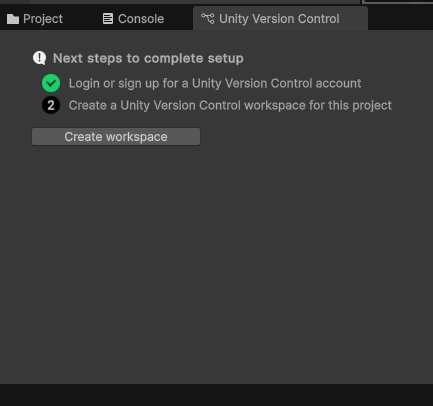 Project Console Unity Version Control
Next steps to complete setup
Login or sign up for a Unity Version Control account
2 Create a Unity Version Control workspace for this project
Create workspace